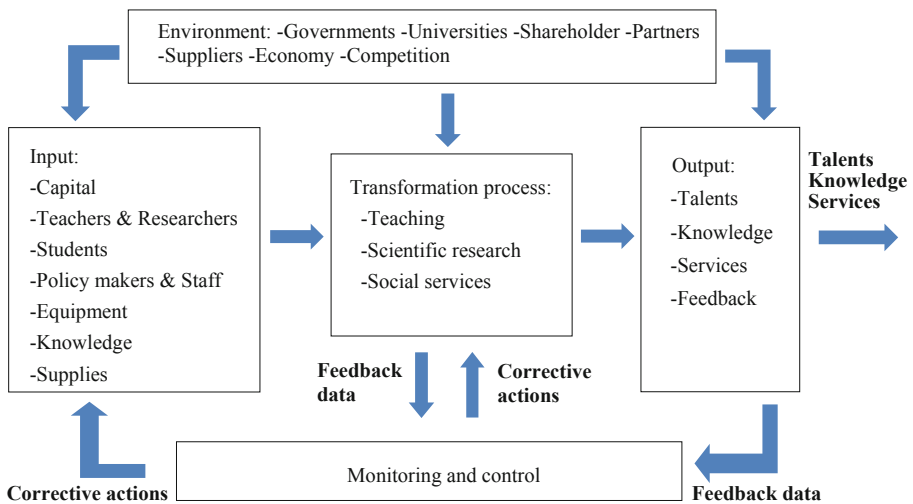 Environment: -Governments -Universities -Shareholder -Partners
-Suppliers -Economy -Competition
Input:
-Capital
-Teachers & Researchers
-Students
-Policy makers & Staff
-Equipment
-Knowledge
-Supplies
Transformation process:
-Teaching
-Scientific research
-Social services
Output:
-Talents
-Knowledge
-Services
-Feedback
Talents
Knowledge
Services
Feedback
data
Corrective
actions
Monitoring and control
Corrective actions
Feedback data